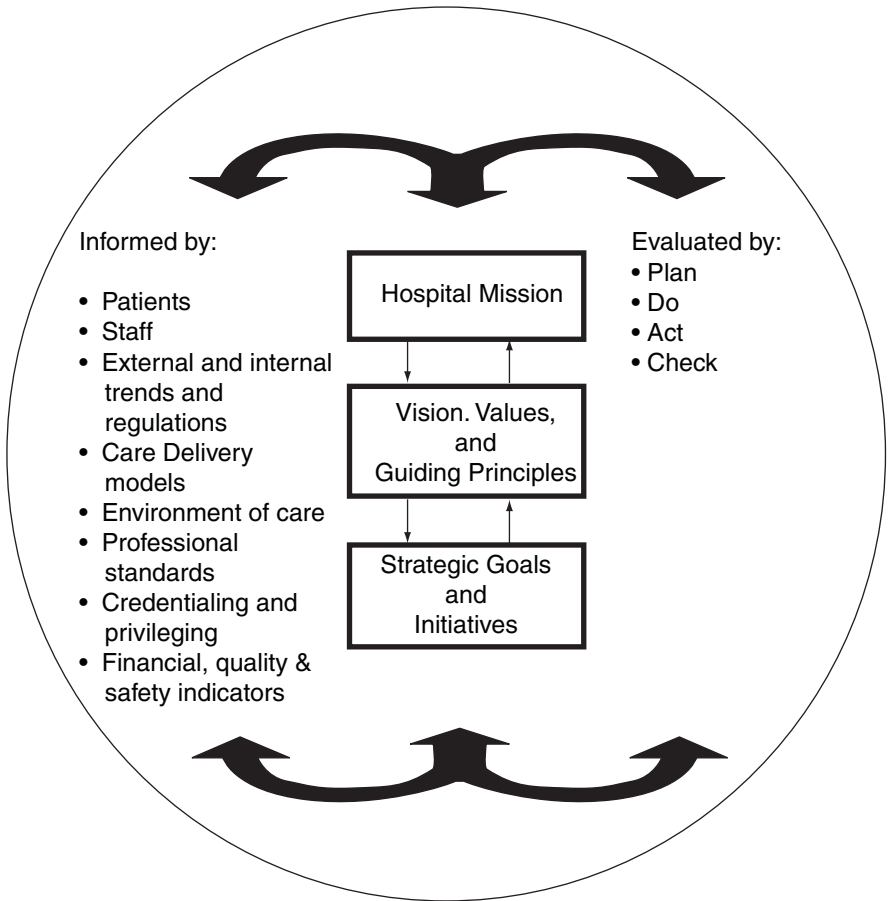 Informed by:
• Patients
• Staff
• External and internal
trends and
regulations
• Care Delivery
models
• Environment of care
• Professional
standards
• Credentialing and
privileging
• Financial, quality &
safety indicators
Hospital Mission
Vision. Values,
and
Guiding Principles
Strategic Goals
and
Initiatives
Evaluated by:
• Plan
• Do
• Act
• Check